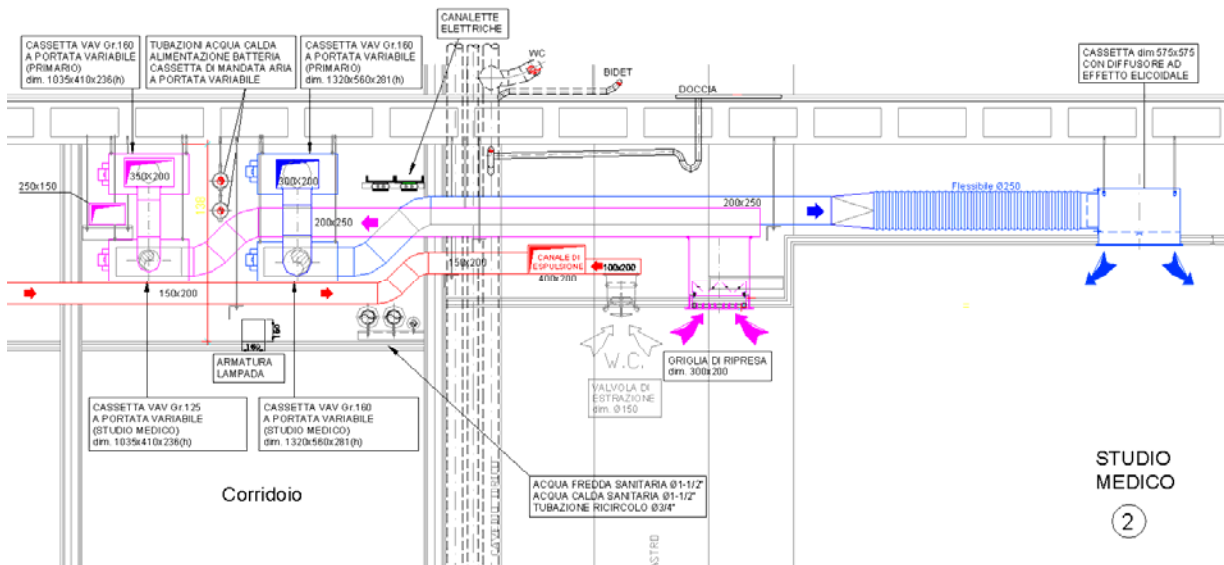 CANALETTE
ELETTRICHE
CASSETTA VAV Gr.160
A PORTATA VARIABILE
(PRIMARIO)
dim. 1035x410x236(h)
TUBAZIONI ACQUA CALDA
ALIMENTAZIONE BATTERIA
CASSETTA DI MANDATA ARIA
A PORTATA VARIABILE
CASSETTA VAV Gr.160
A PORTATA VARIABILE
(PRIMARIO)
dim. 1320x560x281(h)
WC
BIDET
DOCCIA
CASSETTA dim 575x575
CON DIFFUSORE AD
EFFETTO ELICOIDALE
350X200
300X200
250x150
Flessibile Ø250
200x250
200x250
150x200
CANALE DI
ESPULSIONE
400x200
100x200
150x200
ARMATURA
LAMPADA
W.C.
GRIGLIA DI RIPRESA
dim. 300x200
VALVOLA DI
ESTRAZIONE
dim. Ø150
CASSETTA VAV Gr.125
A PORTATA VARIABILE
(STUDIO MEDICO)
dim. 1035x410x236(h)
CASSETTA VAV Gr.160
A PORTATA VARIABILE
(STUDIO MEDICO)
dim. 1320x560x281(h)
Corridoio
ACQUA FREDDA SANITARIA Ø1-1/2"
ACQUA CALDA SANITARIA Ø1-1/2"
TUBAZIONE RICIRCOLO Ø3/4"
STUDIO
MEDICO
2